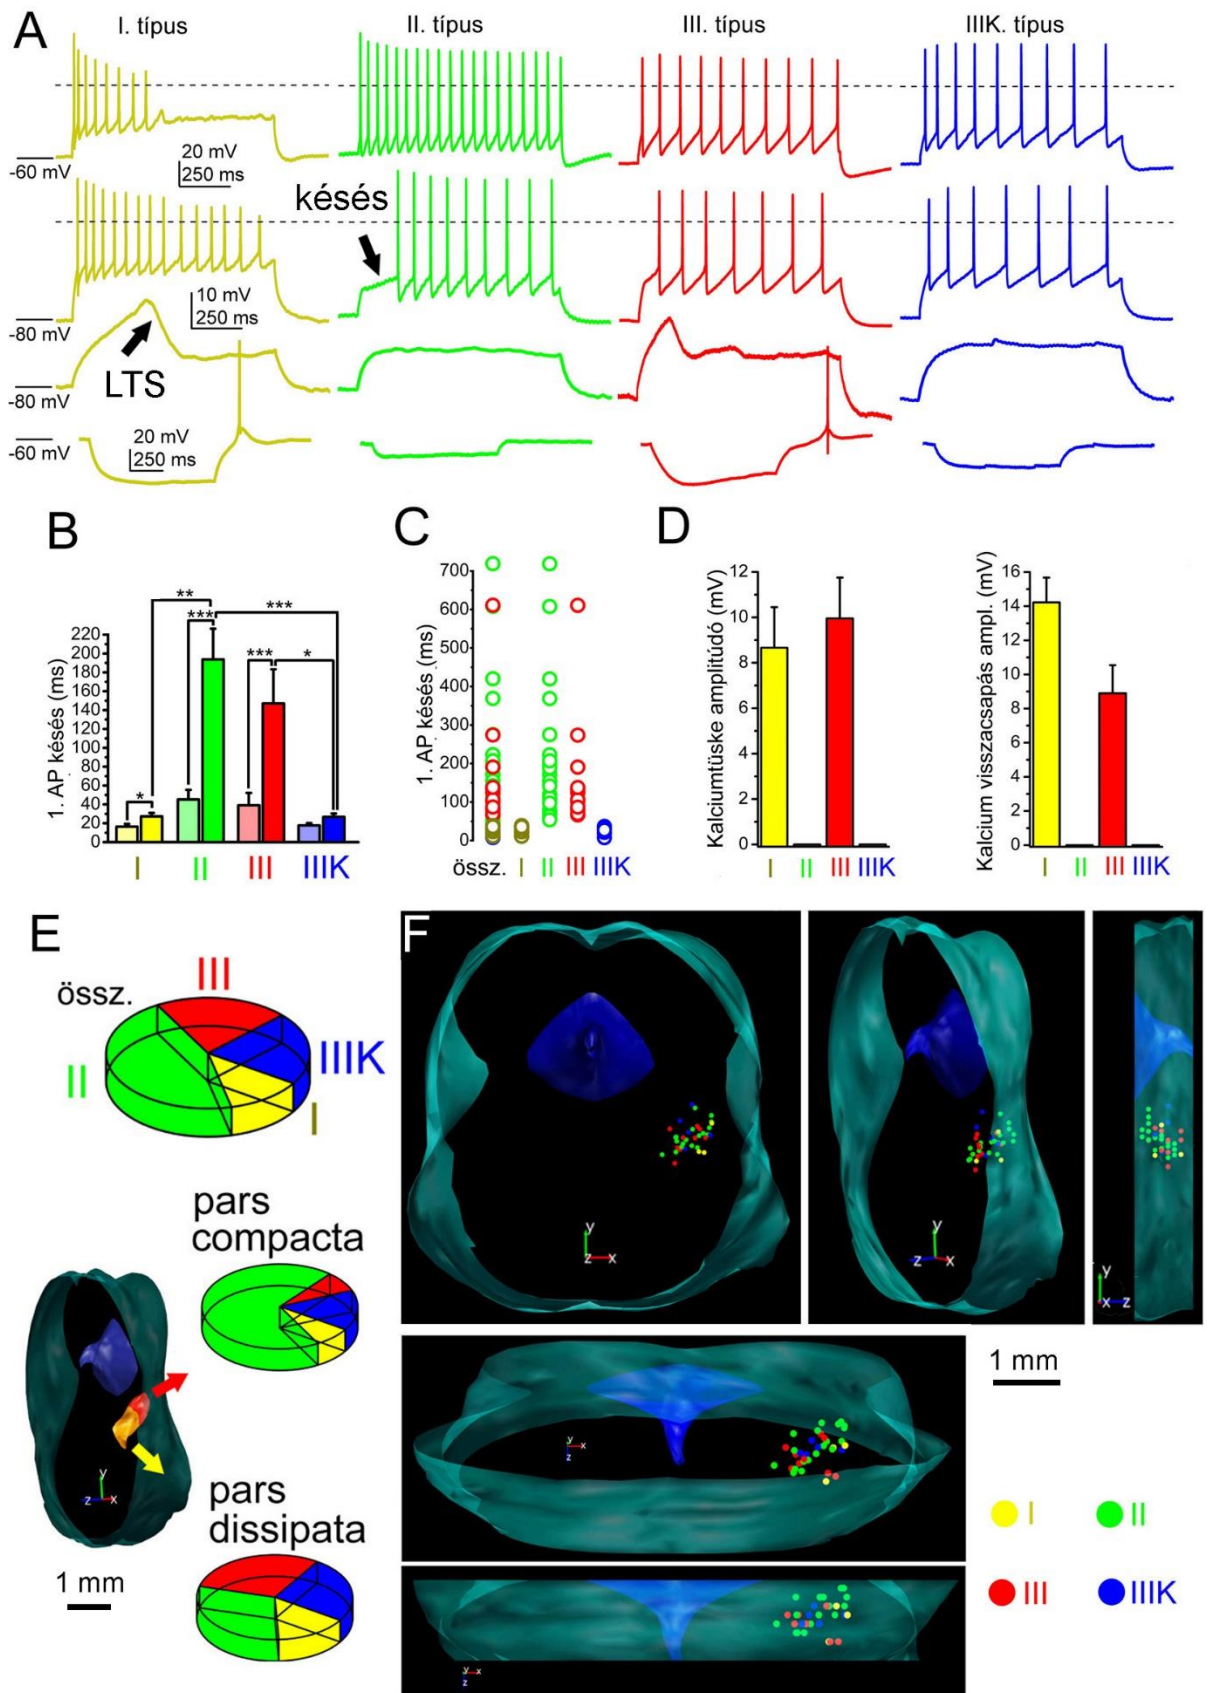 A
I. típus
II. típus
III. típus
IIIK. típus
-60 mV
20 mV
250 ms
késés
-80 mV
10 mV
250 ms
LTS
-80 mV
-60 mV
20 mV
250 ms
B
1. AP késés (ms)
220
200
180
160
140
120
100
80
60
40
20
0
*
**
***
***
***
*
I
II
III
IIIK
C
1. AP késés (ms)
700
600
500
400
300
200
100
0
össz.
I
II
III
IIIK
D
Kalciumtüske amplitúdó (mV)
12
10
8
6
4
2
0
I
II
III
IIIK
Kalcium visszacsapás ampl. (mV)
16
14
12
10
8
6
4
2
0
I
II
III
IIIK
E
össz.
III
II
IIIK
I
pars
compacta
pars
dissipata
y
z
x
1 mm
F
y
z
x
y
z
x
y
x
z
x
z
y
x
z
1 mm
I
II
III
IIIK